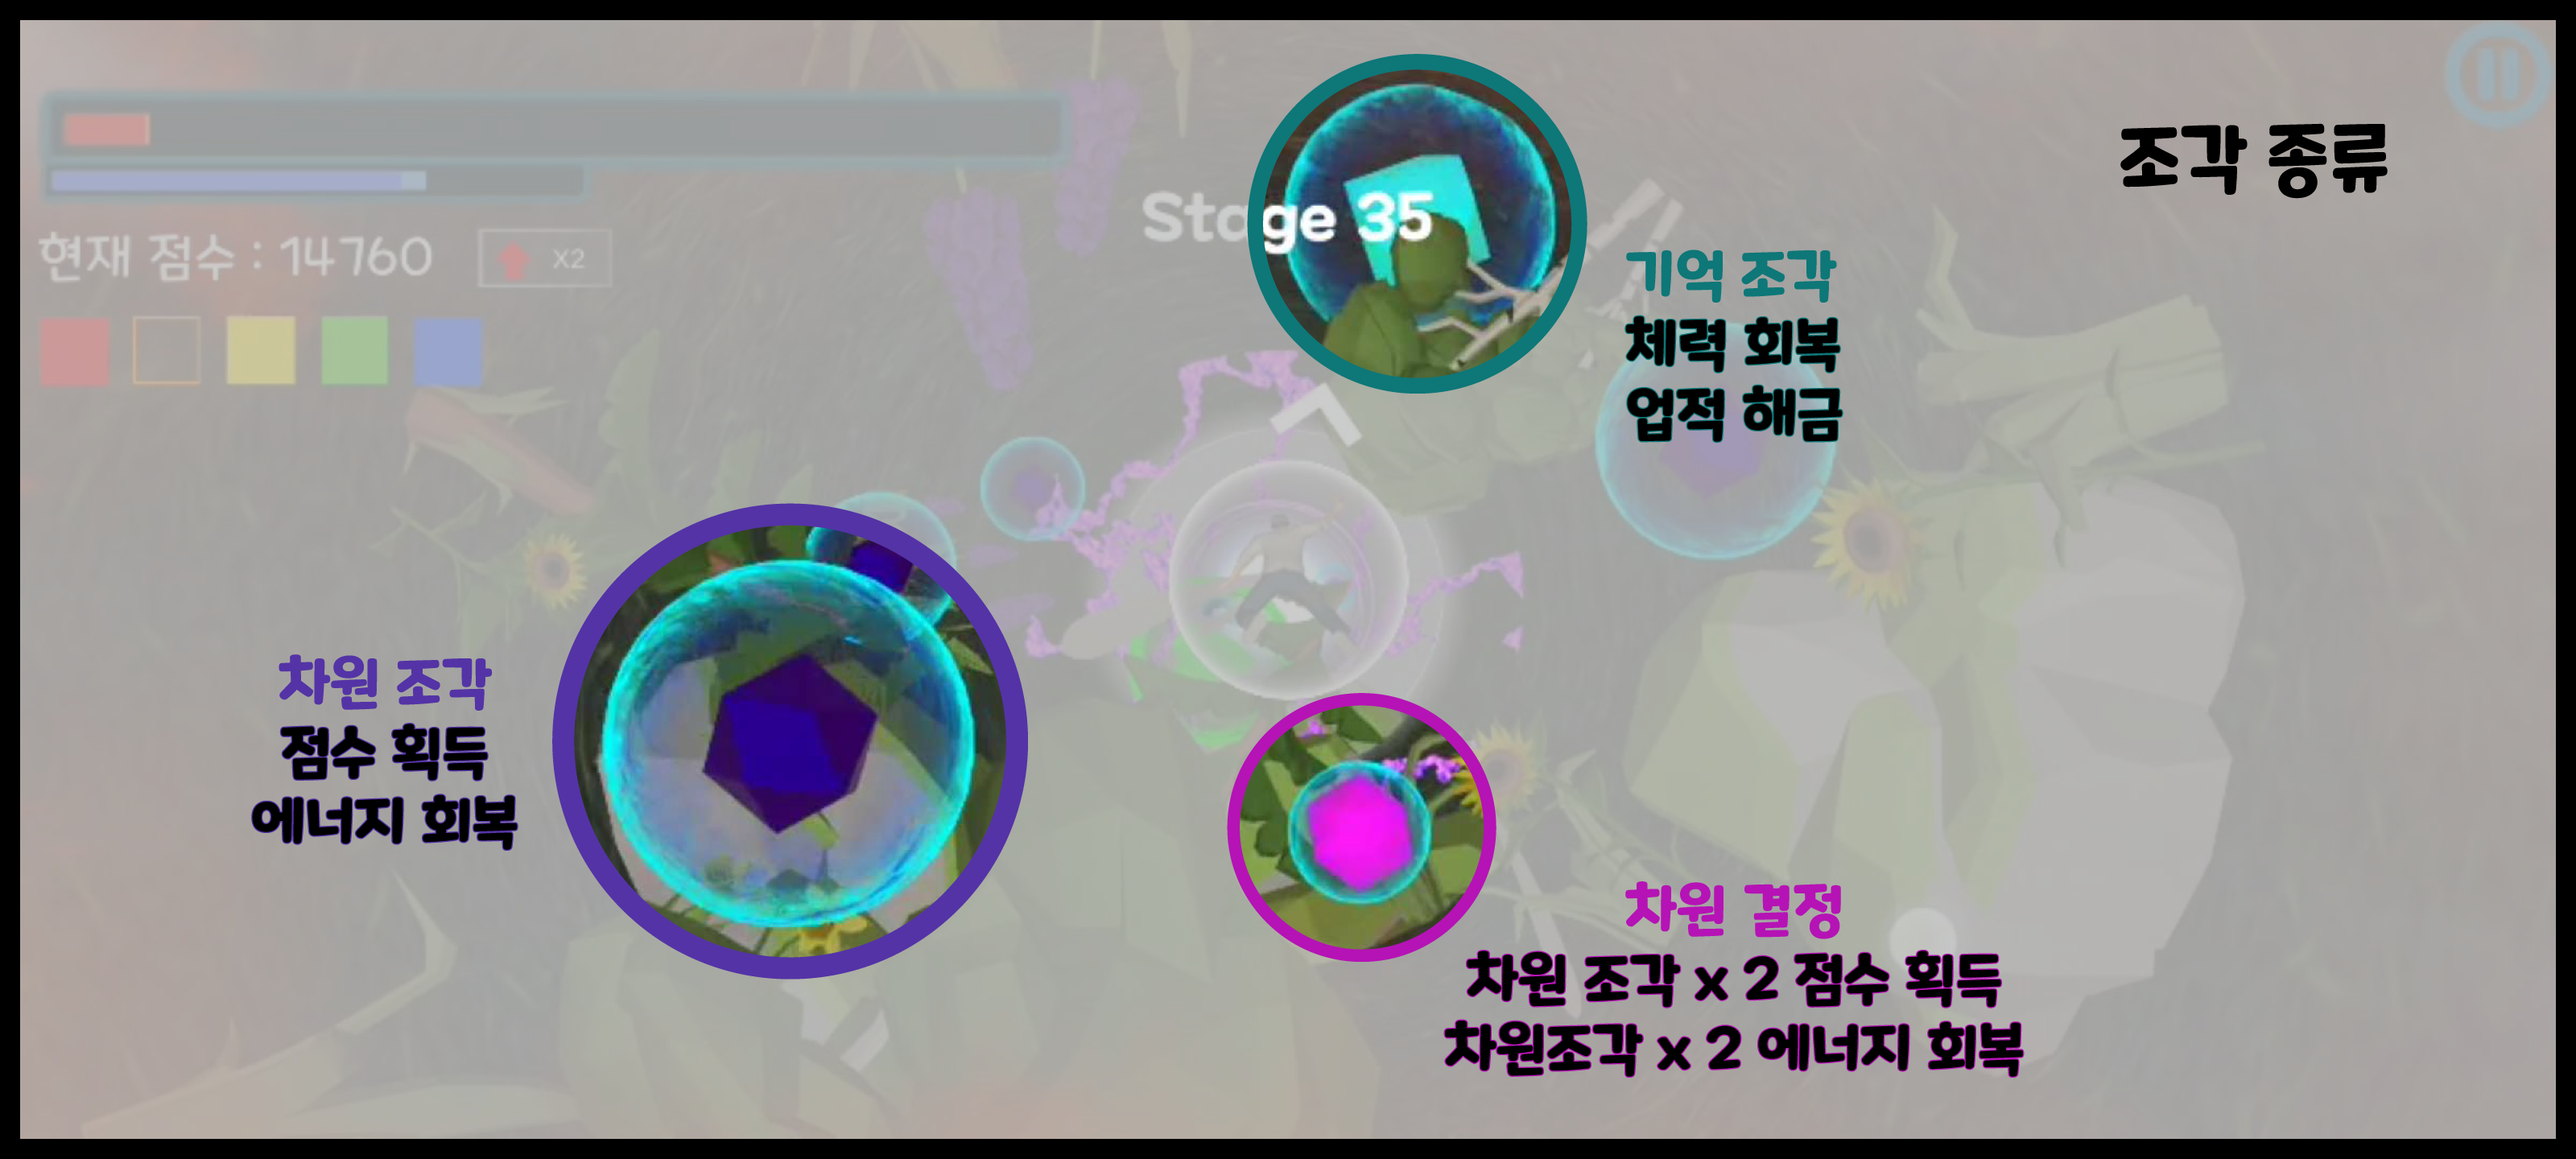 조각 종류
Stage 35
현재 점수 : 14760
X2
기억 조각
체력 회복
업적 해금
차원 조각
점수 획득
에너지 회복
차원 결정
차원 조각 x 2 점수 획득
차원조각 x 2 에너지 회복